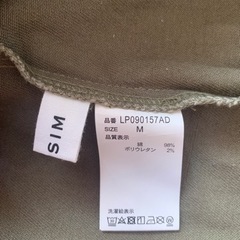 SIM
品番 LP090157AD
SIZE M
品質表示
綿 98%
ポリウレタン 2%
洗濯絵表示